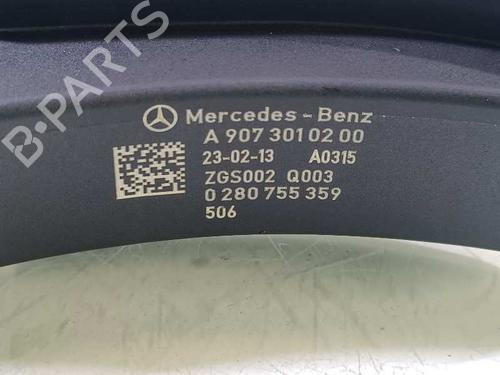 Mercedes-Benz
A 907 301 02 00
23-02-13 A0315
ZGS002 Q003
0 280 755 359
506
B-PARTS